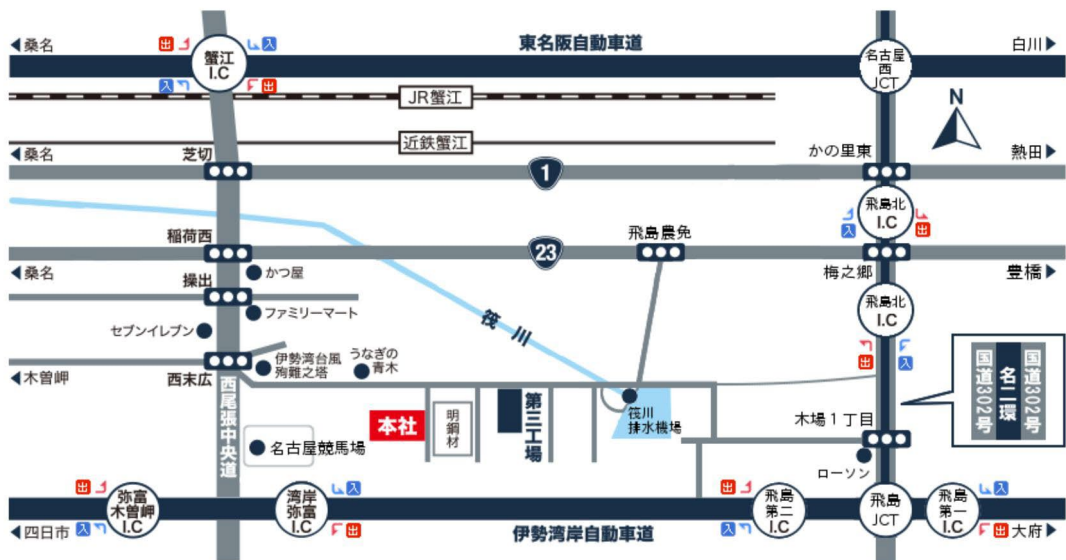 桑名
出
入
蟹江
I.C
入
出
東名阪自動車道
名古屋
西
JCT
白川
JR蟹江
近鉄蟹江
N
桑名
芝切
1
かの里東
熱田
飛島北
I.C
入
出
稲荷西
23
飛島農免
梅之郷
桑名
豊橋
かつ屋
操出
ファミリーマート
セブンイレブン
筏川
飛島北
I.C
出
入
伊勢湾台風
殉難之塔
うなぎの
青木
木曽岬
西末広
西尾張中央道
本社
明鋼材
第三工場
筏川
排水機場
国道302号
名二環
国道302号
木場1丁目
名古屋競馬場
ローソン
出
入
弥富
木曽岬
I.C
湾岸
弥富
I.C
入
出
出
入
飛島
第二
I.C
飛島
JCT
飛島
第一
I.C
入
出
四日市
伊勢湾岸自動車道
大府